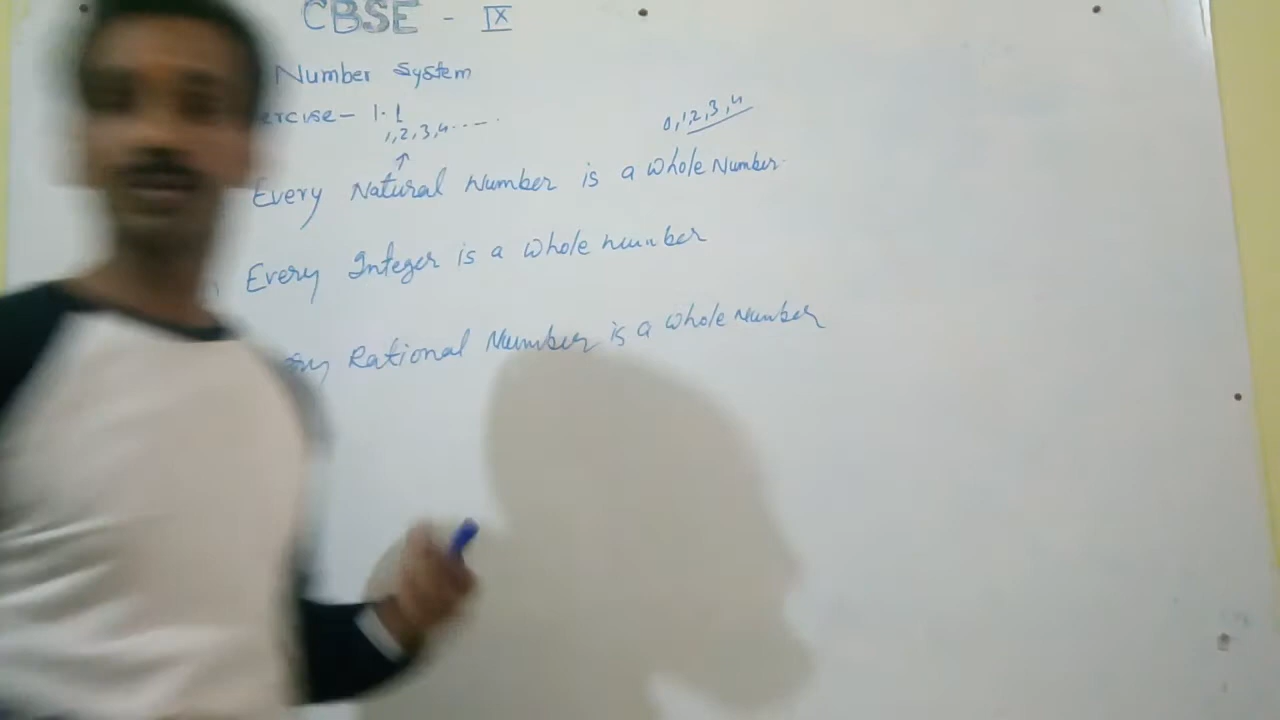 CBSE - IX
Number System
ercise - 1.1
1,2,3,4.....
0,1,2,3,4
Every Natural Number is a whole Number
Every Integer is a whole number
Rational Number is a whole Number